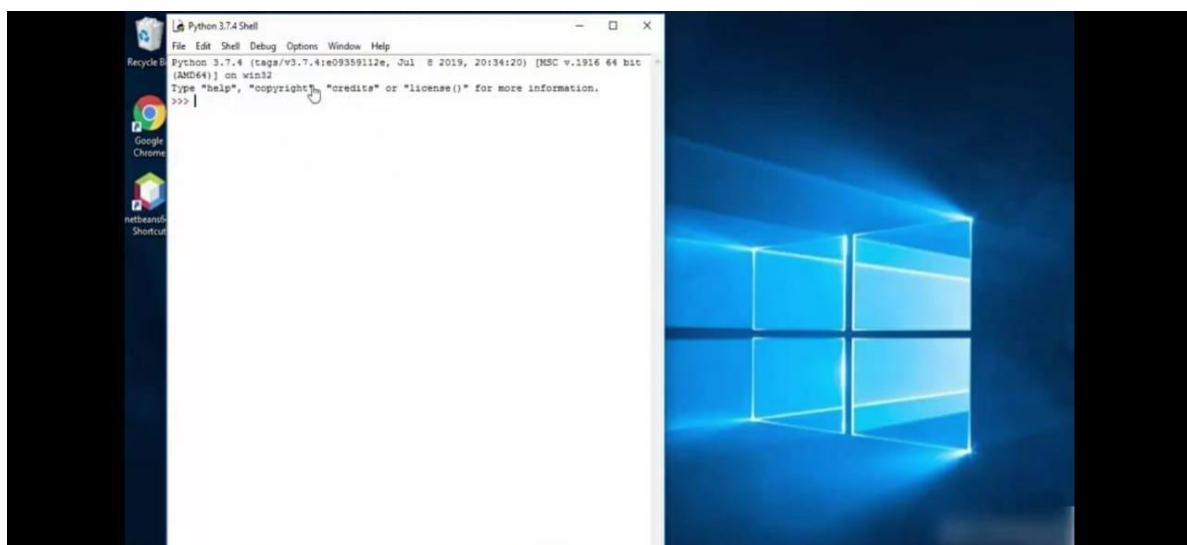 Python 3.7.4 Shell
File Edit Shell Debug Options Window Help
Recycle B
Python 3.7.4 (tags/v3.7.4:e09359112e, Jul 8 2019, 20:34:20) [MSC v.1916 64 bit
(AMD64)] on win32
Type "help", "copyright", "credits" or "license()" for more information.
>>>
Google
Chrome
netbeans6
Shortcut